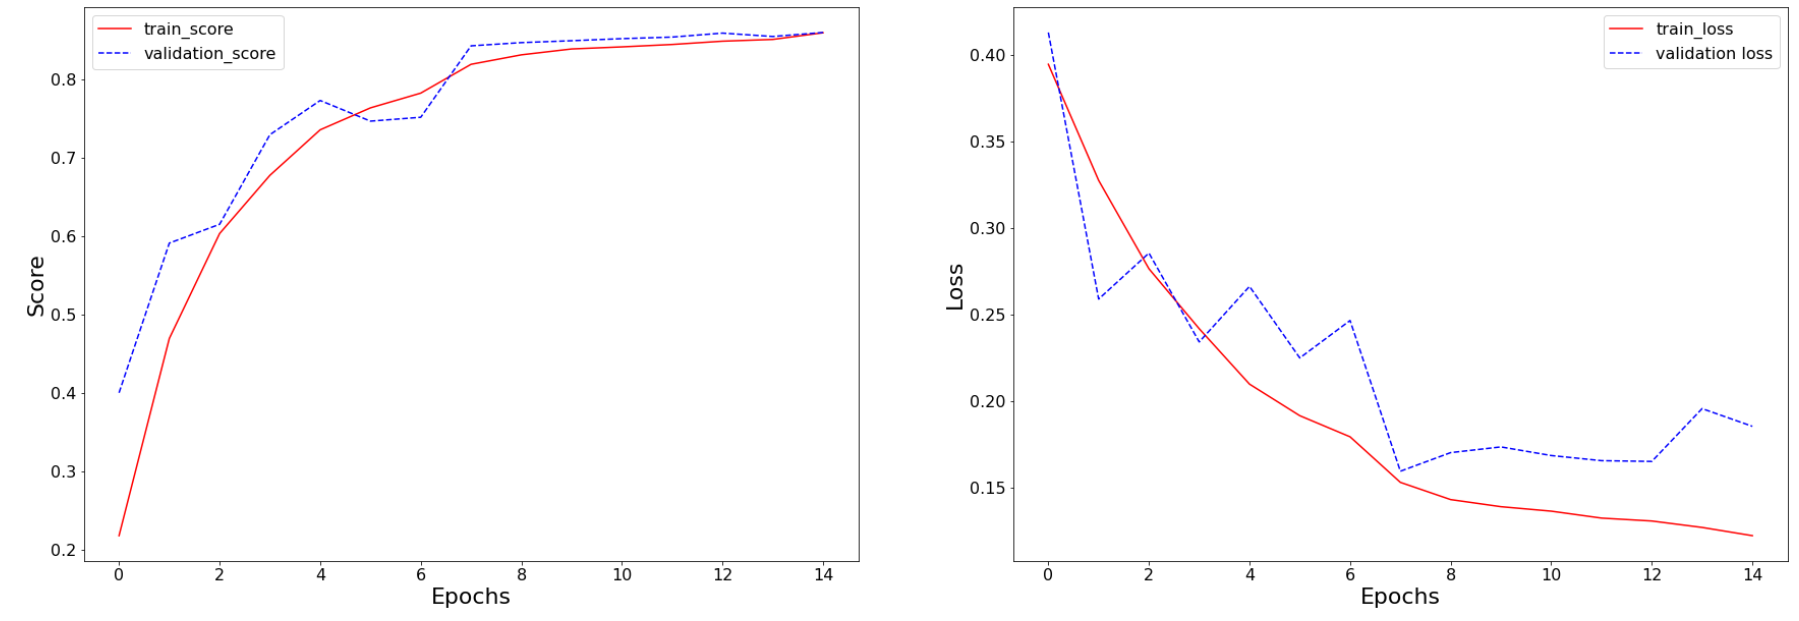 train_score
validation_score
0.8
0.7
0.6
0.5
0.4
0.3
0.2
Score
0 2 4 6 8 10 12 14
Epochs
train_loss
validation loss
0.40
0.35
0.30
0.25
0.20
0.15
Loss
0 2 4 6 8 10 12 14
Epochs